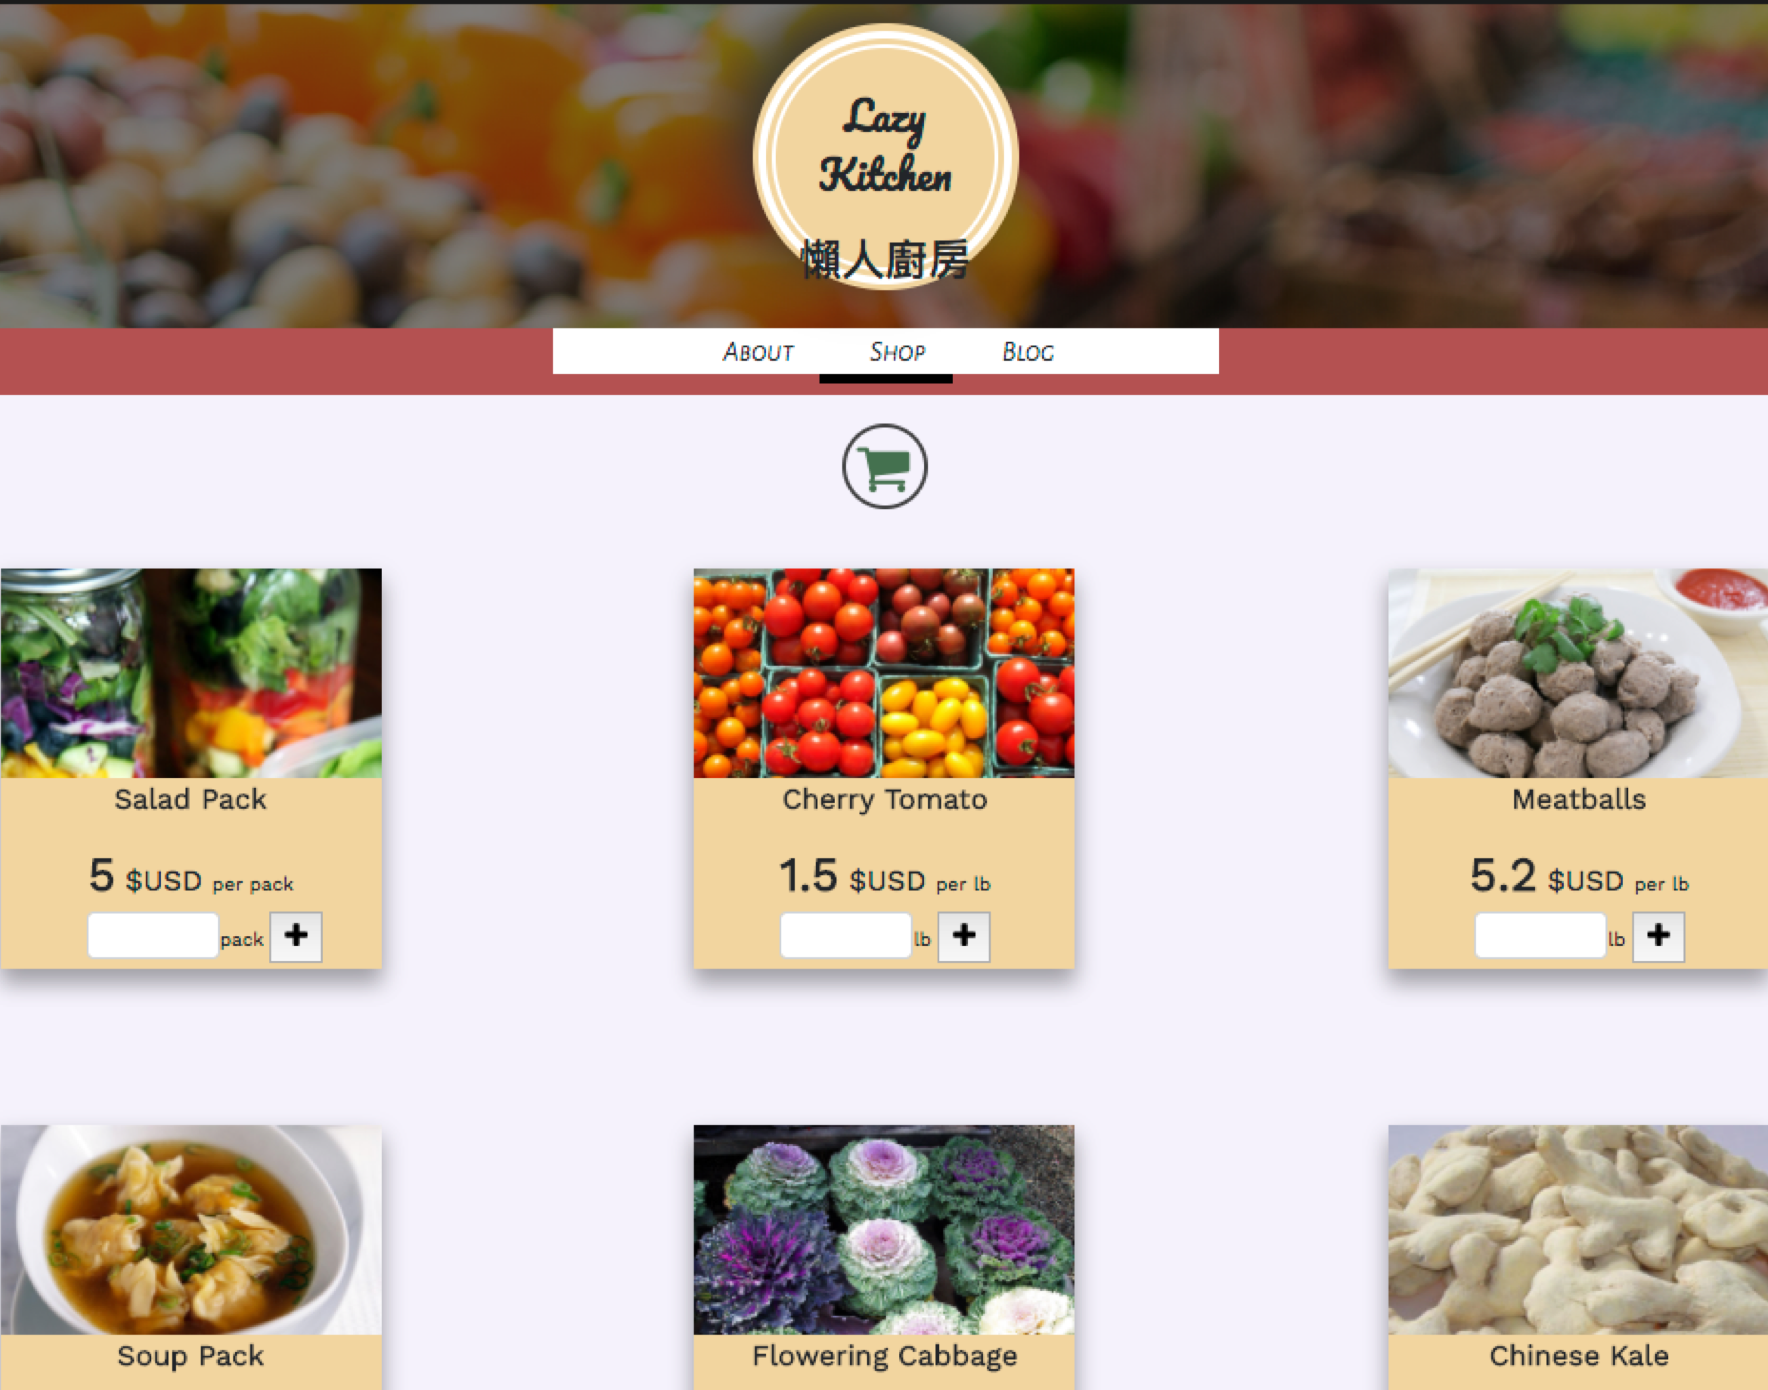 Lazy
Kitchen
懶人廚房
About Shop Blog
Salad Pack
5 $USD per pack
pack +
Cherry Tomato
1.5 $USD per lb
lb +
Meatballs
5.2 $USD per lb
lb +
Soup Pack
Flowering Cabbage
Chinese Kale